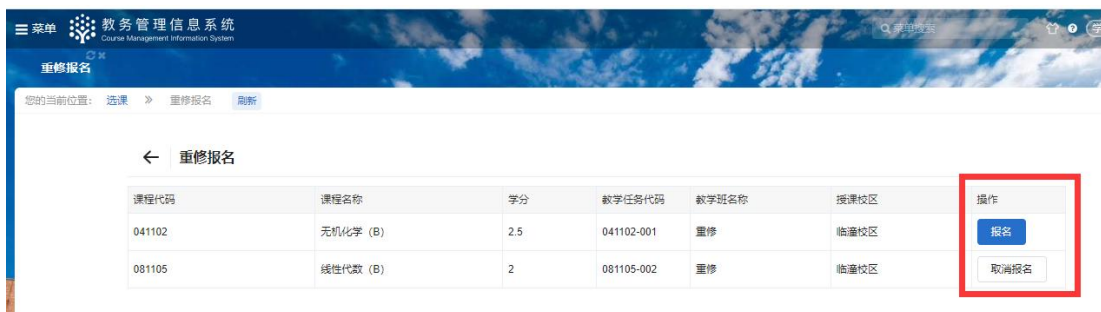 菜单 教务管理信息系统 菜单搜索
Course Management Information System
重修报名
您的当前位置： 选课 » 重修报名 刷新
← 重修报名
课程代码 课程名称 学分 教学任务代码 教学班名称 授课校区 操作
041102 无机化学（B） 2.5 041102-001 重修 临潼校区 报名
081105 线性代数（B） 2 081105-002 重修 临潼校区 取消报名